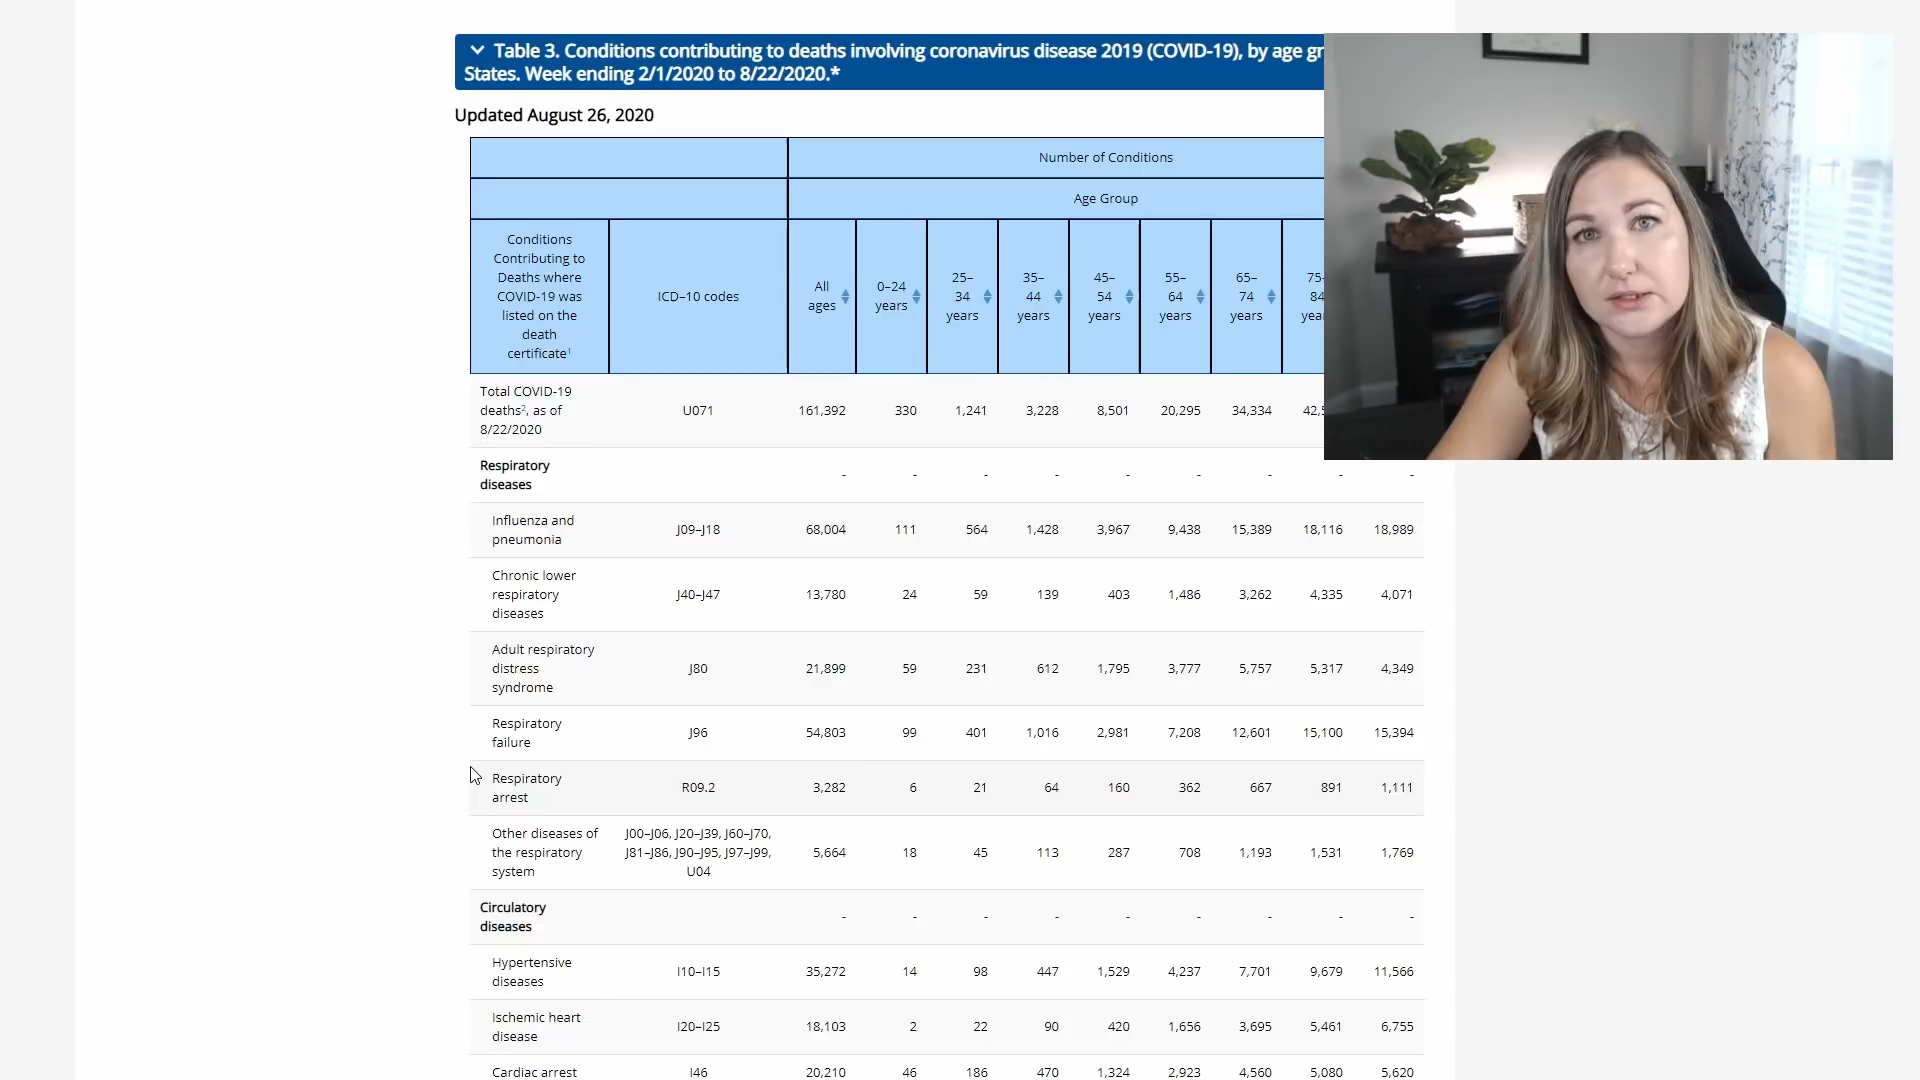 Table 3. Conditions contributing to deaths involving coronavirus disease 2019 (COVID-19), by age
States. Week ending 2/1/2020 to 8/22/2020.*
Updated August 26, 2020
Number of Conditions
Age Group
Conditions
Contributing to
Deaths where
COVID-19 was
listed on the
death
certificate¹
ICD–10 codes
All
ages
0–24
years
25–
34
years
35–
44
years
45–
54
years
55–
64
years
65–
74
years
75–
84
Total COVID-19
deaths², as of
8/22/2020
U071 161,392 330 1,241 3,228 8,501 20,295 34,334
Respiratory
diseases
- - - - - - - - -
Influenza and
pneumonia
J09–J18 68,004 111 564 1,428 3,967 9,438 15,389 18,116 18,989
Chronic lower
respiratory
diseases
J40–J47 13,780 24 59 139 403 1,486 3,262 4,335 4,071
Adult respiratory
distress
syndrome
J80 21,899 59 231 612 1,795 3,777 5,757 5,317 4,349
Respiratory
failure
J96 54,803 99 401 1,016 2,981 7,208 12,601 15,100 15,394
Respiratory
arrest
R09.2 3,282 6 21 64 160 362 667 891 1,111
Other diseases of
the respiratory
system
J00–J06, J20–J39, J60–J70,
J81–J86, J90–J95, J97–J99,
U04
5,664 18 45 113 287 708 1,193 1,531 1,769
Circulatory
diseases
- - - - - - - - -
Hypertensive
diseases
I10–I15 35,272 14 98 447 1,529 4,237 7,701 9,679 11,566
Ischemic heart
disease
I20–I25 18,103 2 22 90 420 1,656 3,695 5,461 6,755
Cardiac arrest I46 20,210 46 186 470 1,324 2,923 4,560 5,080 5,620